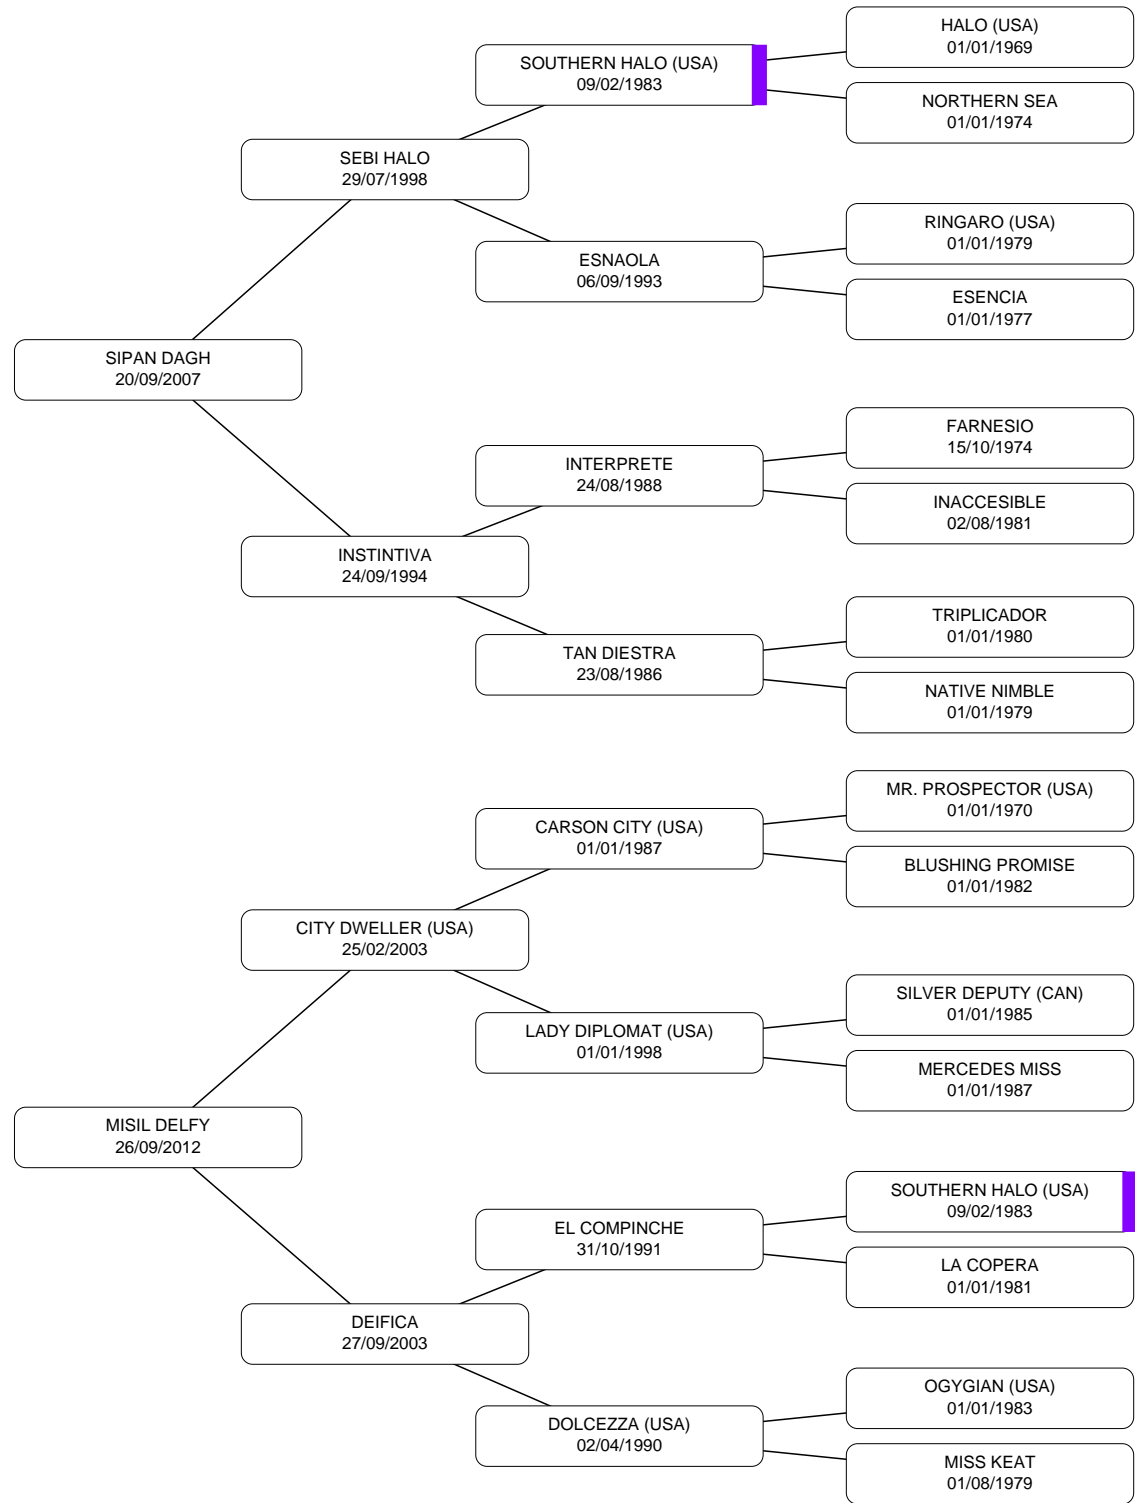 HALO (USA)
01/01/1969
SOUTHERN HALO (USA)
09/02/1983
NORTHERN SEA
01/01/1974
SEBI HALO
29/07/1998
RINGARO (USA)
01/01/1979
ESNAOLA
06/09/1993
ESENCIA
01/01/1977
SIPAN DAGH
20/09/2007
FARNESIO
15/10/1974
INTERPRETE
24/08/1988
INACCESIBLE
02/08/1981
INSTINTIVA
24/09/1994
TRIPLICADOR
01/01/1980
TAN DIESTRA
23/08/1986
NATIVE NIMBLE
01/01/1979
MR. PROSPECTOR (USA)
01/01/1970
CARSON CITY (USA)
01/01/1987
BLUSHING PROMISE
01/01/1982
CITY DWELLER (USA)
25/02/2003
SILVER DEPUTY (CAN)
01/01/1985
LADY DIPLOMAT (USA)
01/01/1998
MERCEDES MISS
01/01/1987
MISIL DELFY
26/09/2012
SOUTHERN HALO (USA)
09/02/1983
EL COMPINCHE
31/10/1991
LA COPERA
01/01/1981
DEIFICA
27/09/2003
OGYGIAN (USA)
01/01/1983
DOLCEZZA (USA)
02/04/1990
MISS KEAT
01/08/1979